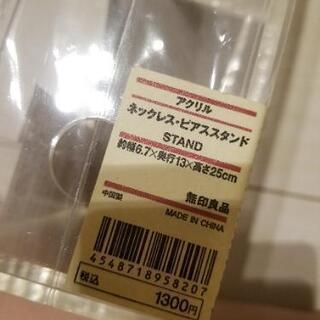 アクリル
ネックレス・ピアススタンド
STAND
約幅6.7×奥行13×高さ25cm
無印良品
中国製
MADE IN CHINA
4548718958207
税込
1300円